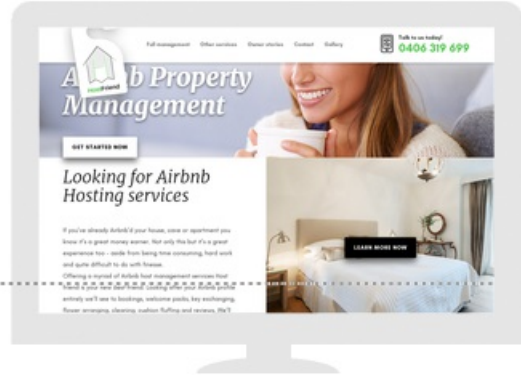 Full management Other services Owner stories Contact Gallery
Talk to us today!
0406 319 699
Airbnb Property
Management
GET STARTED NOW
Looking for Airbnb
Hosting services
If you've already Airbnb'd your house, room or apartment you
know it's a great money earner. Not only this but it's a great
experience too - aside from being time consuming, hard work
and quite difficult to do with finesse.
Offering a myriad of Airbnb host management services Host
friend is your new best friend. Looking after your Airbnb profile
entirely we'll see to bookings, welcome packs, key exchanging,
flower arranging, cleaning, cushion fluffing and reviews. We'll
LEARN MORE NOW